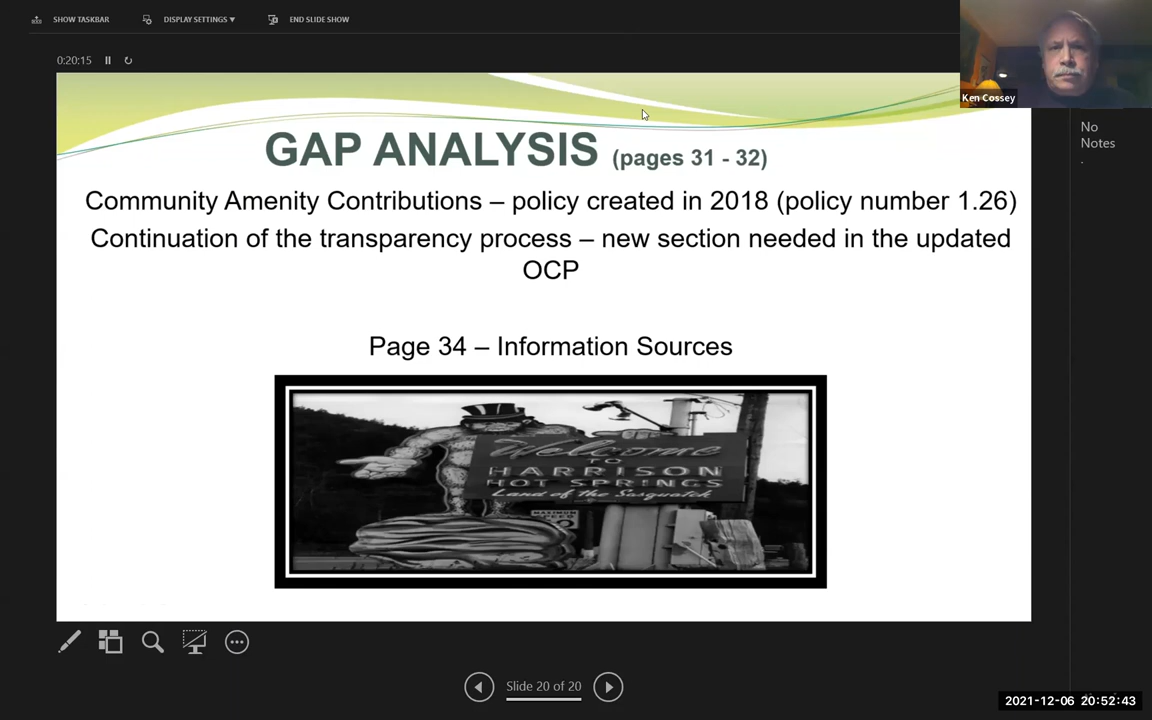 SHOW TASKBAR
DISPLAY SETTINGS ▼
END SLIDE SHOW
0:20:15
Ken Cossey
No
Notes
.
GAP ANALYSIS (pages 31 - 32)
Community Amenity Contributions – policy created in 2018 (policy number 1.26)
Continuation of the transparency process – new section needed in the updated
OCP
Page 34 – Information Sources
Welcome
TO
HARRISON
HOT SPRINGS
Land of the Sasquatch
MAXIMUM
Slide 20 of 20
2021-12-06 20:52:43